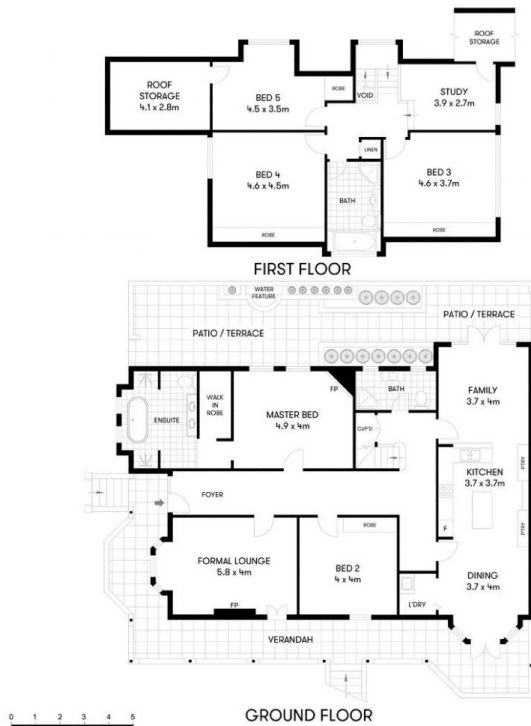 ROOF
STORAGE
ROOF
STORAGE
4.1 x 2.8m
BED 5
4.5 x 3.5m
ROBE
VOID
STUDY
3.9 x 2.7m
BED 4
4.6 x 4.5m
LINEN
BED 3
4.6 x 3.7m
BATH
ROBE
ROBE
FIRST FLOOR
WATER
FEATURE
PATIO / TERRACE
PATIO / TERRACE
ENSUITE
WALK
IN
ROBE
MASTER BED
4.9 x 4m
FP
BATH
CUP'D
FAMILY
3.7 x 4m
KITCHEN
3.7 x 3.7m
PTRY
PTRY
F
FOYER
FORMAL LOUNGE
5.8 x 4m
FP
ROBE
BED 2
4 x 4m
L'DRY
DINING
3.7 x 4m
VERANDAH
0 1 2 3 4 5
GROUND FLOOR